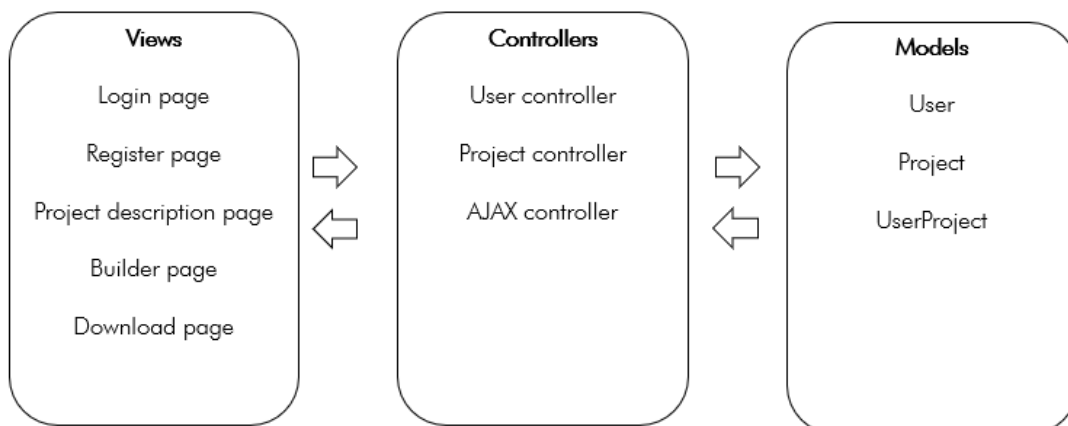 Views
Login page
Register page
Project description page
Builder page
Download page
Controllers
User controller
Project controller
AJAX controller
Models
User
Project
UserProject